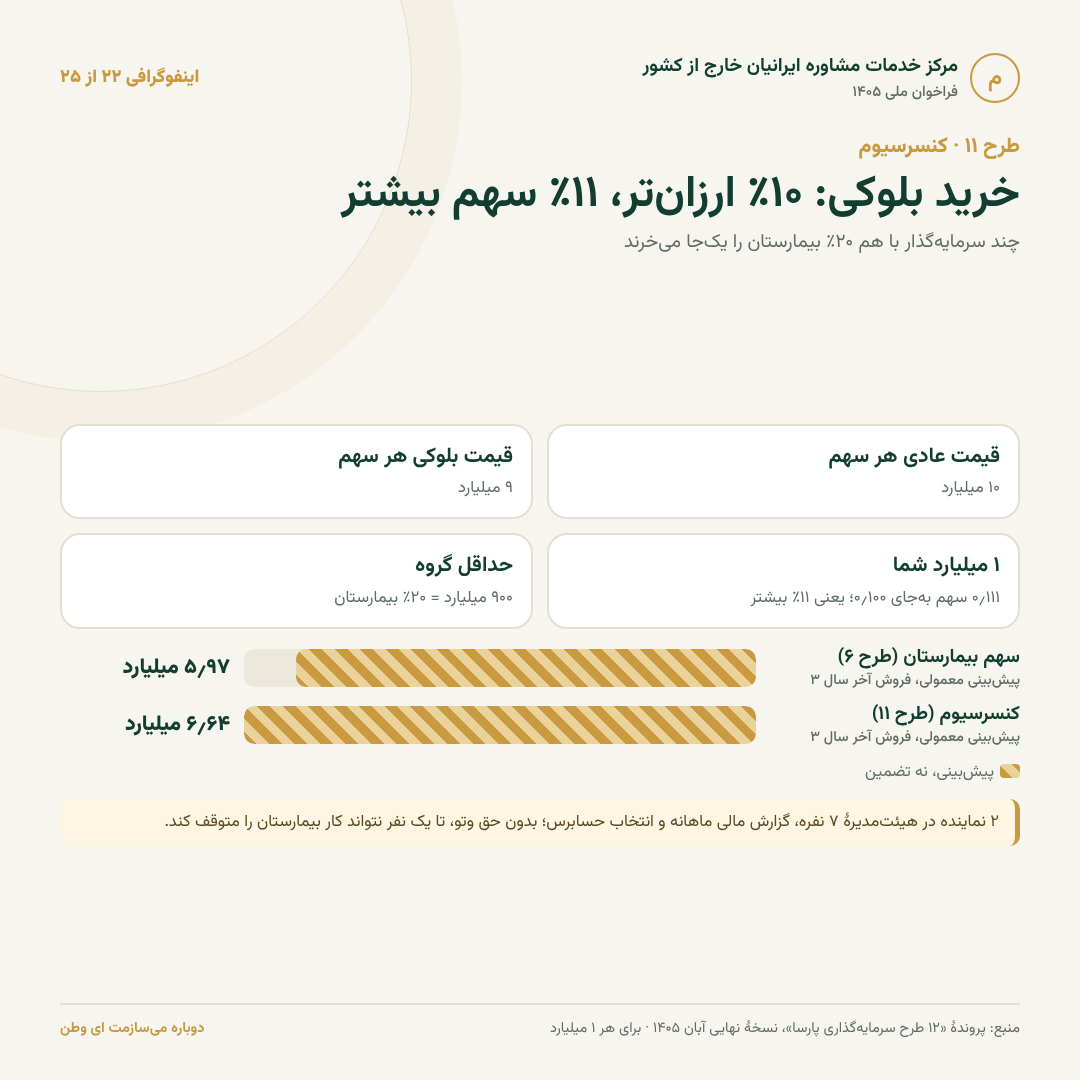 م
مرکز خدمات مشاوره ایرانیان خارج از کشور
فراخوان ملی ۱۴۰۵
اینفوگرافی ۲۲ از ۲۵
طرح ۱۱ · کنسرسیوم
خرید بلوکی: ۱۰٪ ارزان‌تر، ۱۱٪ سهم بیشتر
چند سرمایه‌گذار با هم ۲۰٪ بیمارستان را یک‌جا می‌خرند
قیمت عادی هر سهم
۱۰ میلیارد
قیمت بلوکی هر سهم
۹ میلیارد
۱ میلیارد شما
۰٫۱۱۱ سهم به‌جای ۰٫۱۰۰؛ یعنی ۱۱٪ بیشتر
حداقل گروه
۹۰۰ میلیارد = ۲۰٪ بیمارستان
سهم بیمارستان (طرح ۶)
پیش‌بینی معمولی، فروش آخر سال ۳
۵٫۹۷ میلیارد
کنسرسیوم (طرح ۱۱)
پیش‌بینی معمولی، فروش آخر سال ۳
۶٫۶۴ میلیارد
پیش‌بینی، نه تضمین
۲ نماینده در هیئت‌مدیرهٔ ۷ نفره، گزارش مالی ماهانه و انتخاب حسابرس؛ بدون حق وتو، تا یک نفر نتواند کار بیمارستان را متوقف کند.
منبع: پروندهٔ «۱۲ طرح سرمایه‌گذاری پارسا»، نسخهٔ نهایی آبان ۱۴۰۵ · برای هر ۱ میلیارد
دوباره می‌سازمت ای وطن